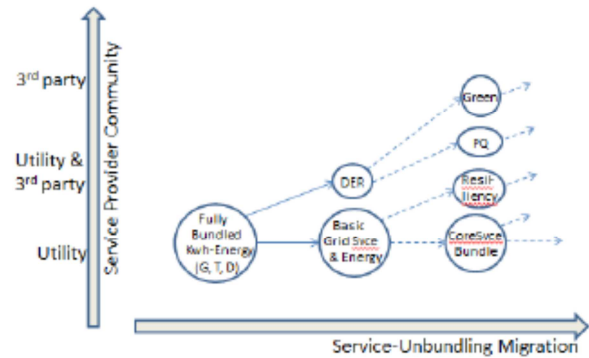 3rd party
Utility &
3rd party
Utility
Service Provider Community
Fully
Bundled
Kwh-Energy
(G, T, D)
DER
Basic
Grid Svce
& Energy
Green
PQ
Resil-
iency
CoreSvce
Bundle
Service-Unbundling Migration